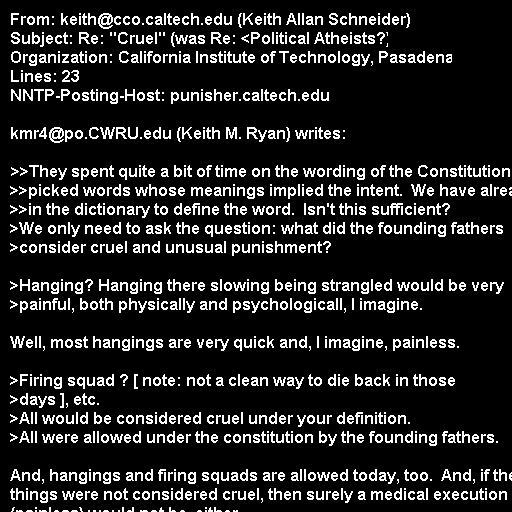 From: keith@cco.caltech.edu (Keith Allan Schneider)
Subject: Re: "Cruel" (was Re: <Political Atheists?)
Organization: California Institute of Technology, Pasadena
Lines: 23
NNTP-Posting-Host: punisher.caltech.edu

kmr4@po.CWRU.edu (Keith M. Ryan) writes:

>>They spent quite a bit of time on the wording of the Constitution
>>picked words whose meanings implied the intent.  We have alrea
>>in the dictionary to define the word.  Isn't this sufficient?
>We only need to ask the question: what did the founding fathers
>consider cruel and unusual punishment?

>Hanging? Hanging there slowing being strangled would be very
>painful, both physically and psychologicall, I imagine.

Well, most hangings are very quick and, I imagine, painless.

>Firing squad ? [ note: not a clean way to die back in those
>days ], etc.
>All would be considered cruel under your definition.
>All were allowed under the constitution by the founding fathers.

And, hangings and firing squads are allowed today, too.  And, if the
things were not considered cruel, then surely a medical execution
(painless) would not be, either.